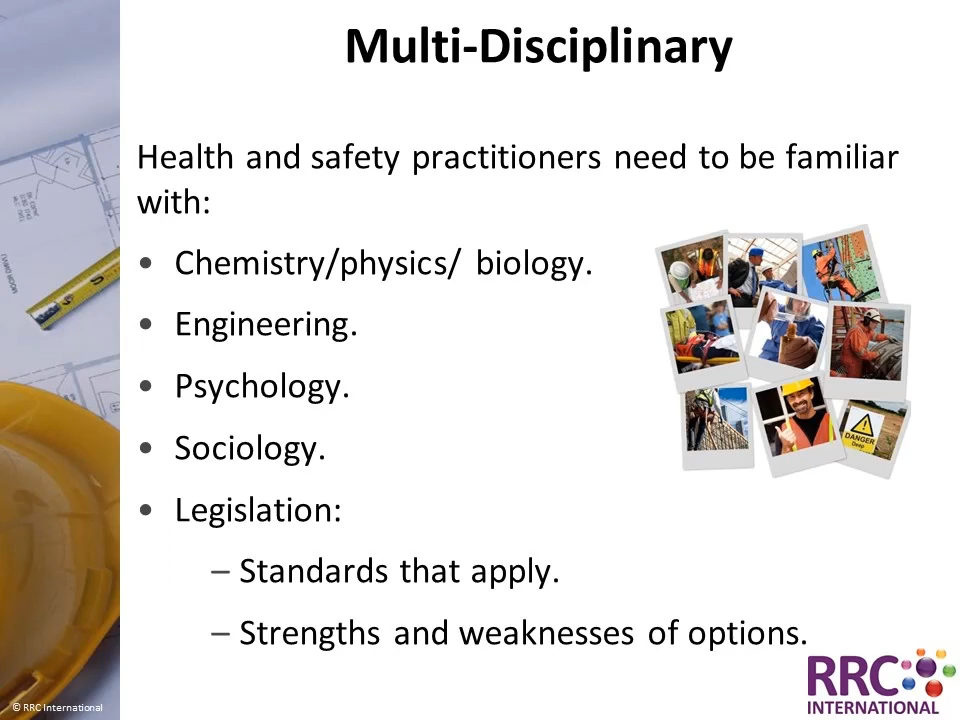 Multi-Disciplinary
Health and safety practitioners need to be familiar
with:
• Chemistry/physics/ biology.
• Engineering.
• Psychology.
• Sociology.
• Legislation:
– Standards that apply.
– Strengths and weaknesses of options.
DANGER
Deep
RRC
INTERNATIONAL
© RRC International